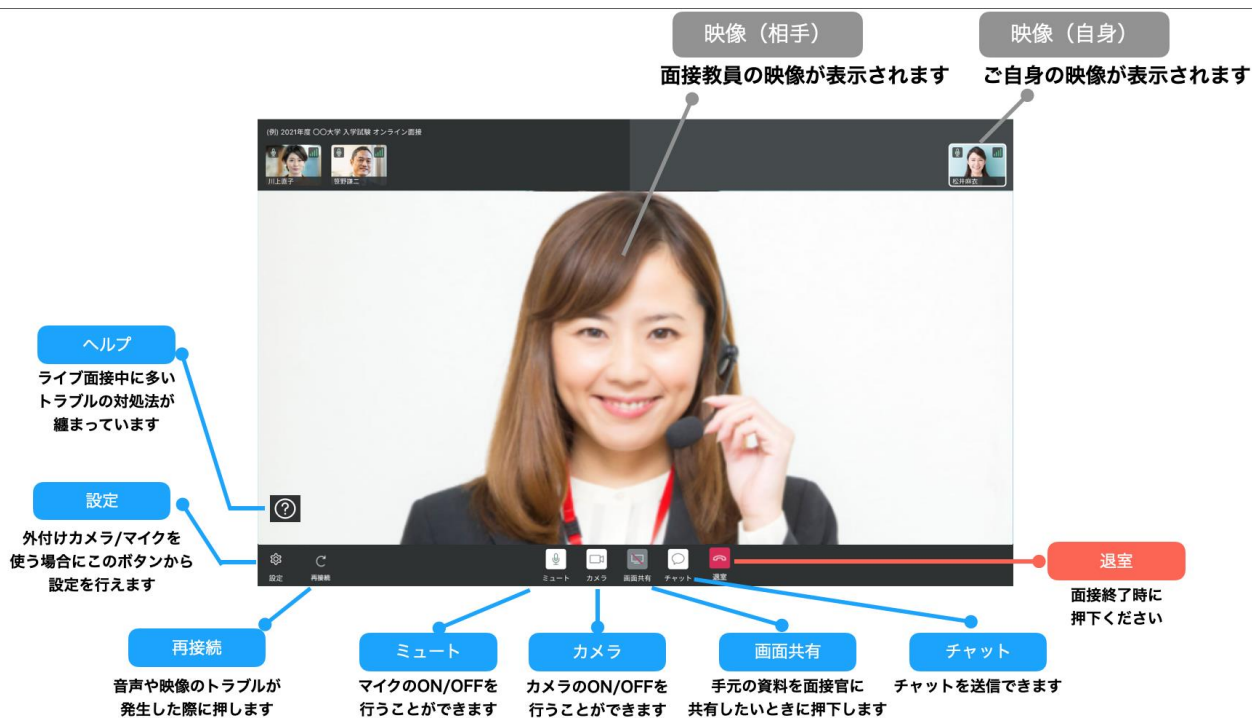 映像（相手）
面接教員の映像が表示されます
映像（自身）
ご自身の映像が表示されます
(例) 2021年度 〇〇大学 入学試験 オンライン面接
川上直子
笹野謙二
松井麻衣
ヘルプ
ライブ面接中に多い
トラブルの対処法が
纏まっています
設定
外付けカメラ/マイクを
使う場合にこのボタンから
設定を行えます
?
設定
再接続
ミュート
カメラ
画面共有
チャット
退室
退室
面接終了時に
押下ください
再接続
音声や映像のトラブルが
発生した際に押します
ミュート
マイクのON/OFFを
行うことができます
カメラ
カメラのON/OFFを
行うことができます
画面共有
手元の資料を面接官に
共有したいときに押下します
チャット
チャットを送信できます